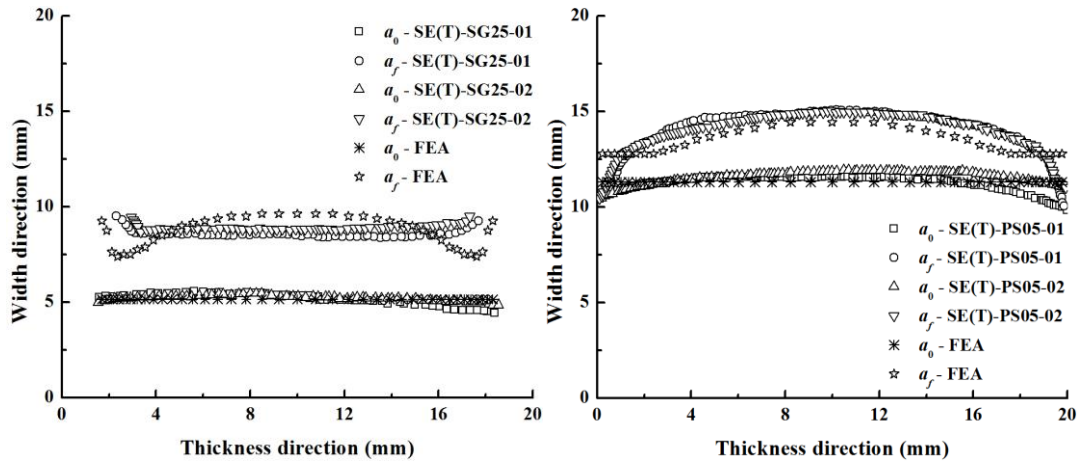 20
15
10
5
0
Width direction (mm)
a0 - SE(T)-SG25-01
af - SE(T)-SG25-01
a0 - SE(T)-SG25-02
af - SE(T)-SG25-02
a0 - FEA
af - FEA
0 4 8 12 16 20
Thickness direction (mm)
20
15
10
5
0
Width direction (mm)
a0 - SE(T)-PS05-01
af - SE(T)-PS05-01
a0 - SE(T)-PS05-02
af - SE(T)-PS05-02
a0 - FEA
af - FEA
0 4 8 12 16 20
Thickness direction (mm)